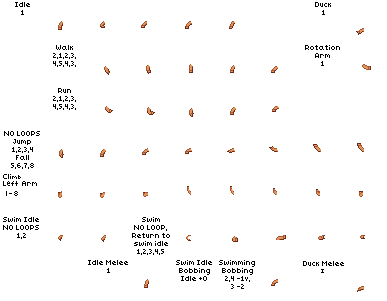 Idle
1
Duck
1
Walk
2,1,2,3,
4,5,4,3,
Rotation
Arm
1
Run
2,1,2,3,
4,5,4,3,
NO LOOPS
Jump
1,2,3,4
Fall
5,6,7,8
Climb
Left Arm
1-8
Swim Idle
NO LOOPS
1,2
Swim
NO LOOP,
Return to
swim idle
1,2,3,4,5
Swim Idle
Bobbing
Idle +0
Swimming
Bobbing
2,4 -1v,
3 -2
Idle Melee
1
Duck Melee
1